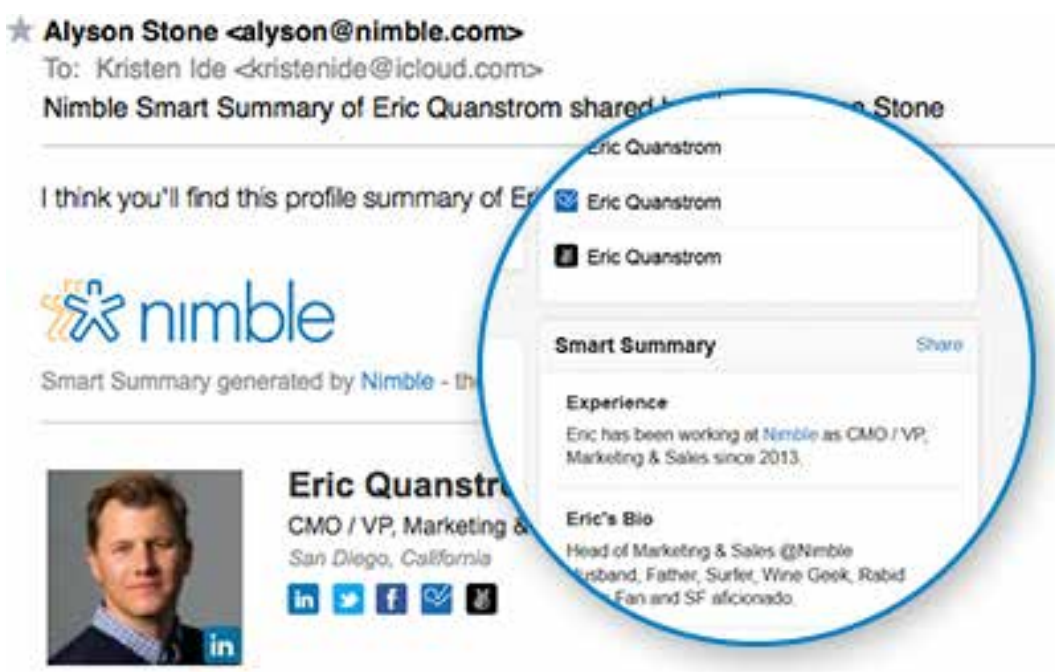 Alyson Stone <alyson@nimble.com>
To: Kristen Ide <kristenide@icloud.com>
Nimble Smart Summary of Eric Quanstrom shared Stone
I think you'll find this profile summary of
nimble
Smart Summary generated by Nimble -
Eric
CMO / VP, Marketing &
San Diego, California
in f
in
Eric Quanstrom
Eric Quanstrom
Eric Quanstrom
Smart Summary Share
Experience
Eric has been working at Nimble as CMO / VP,
Marketing & Sales since 2013.
Eric's Bio
Head of Marketing & Sales @Nimble
Husband, Father, Surfer, Wine Geek, Rabid
Fan and SF aficionado.